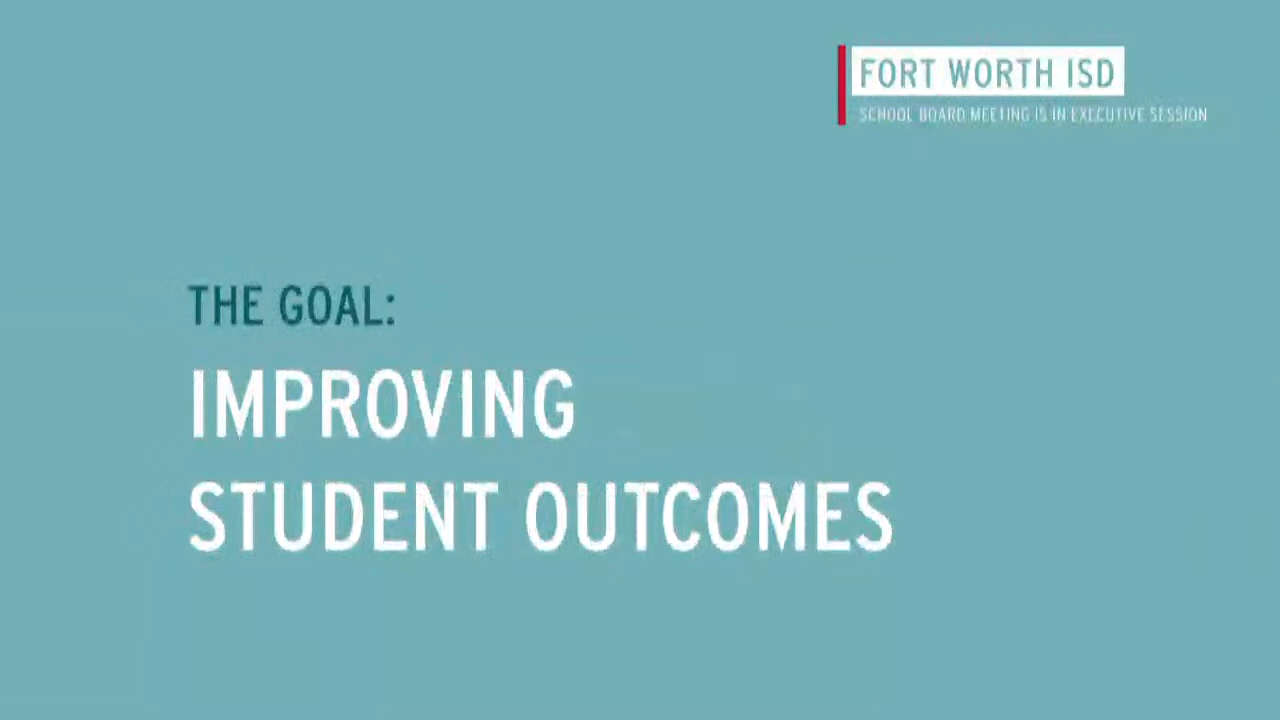 FORT WORTH ISD
SCHOOL BOARD MEETING IS IN EXECUTIVE SESSION
THE GOAL:
IMPROVING
STUDENT OUTCOMES